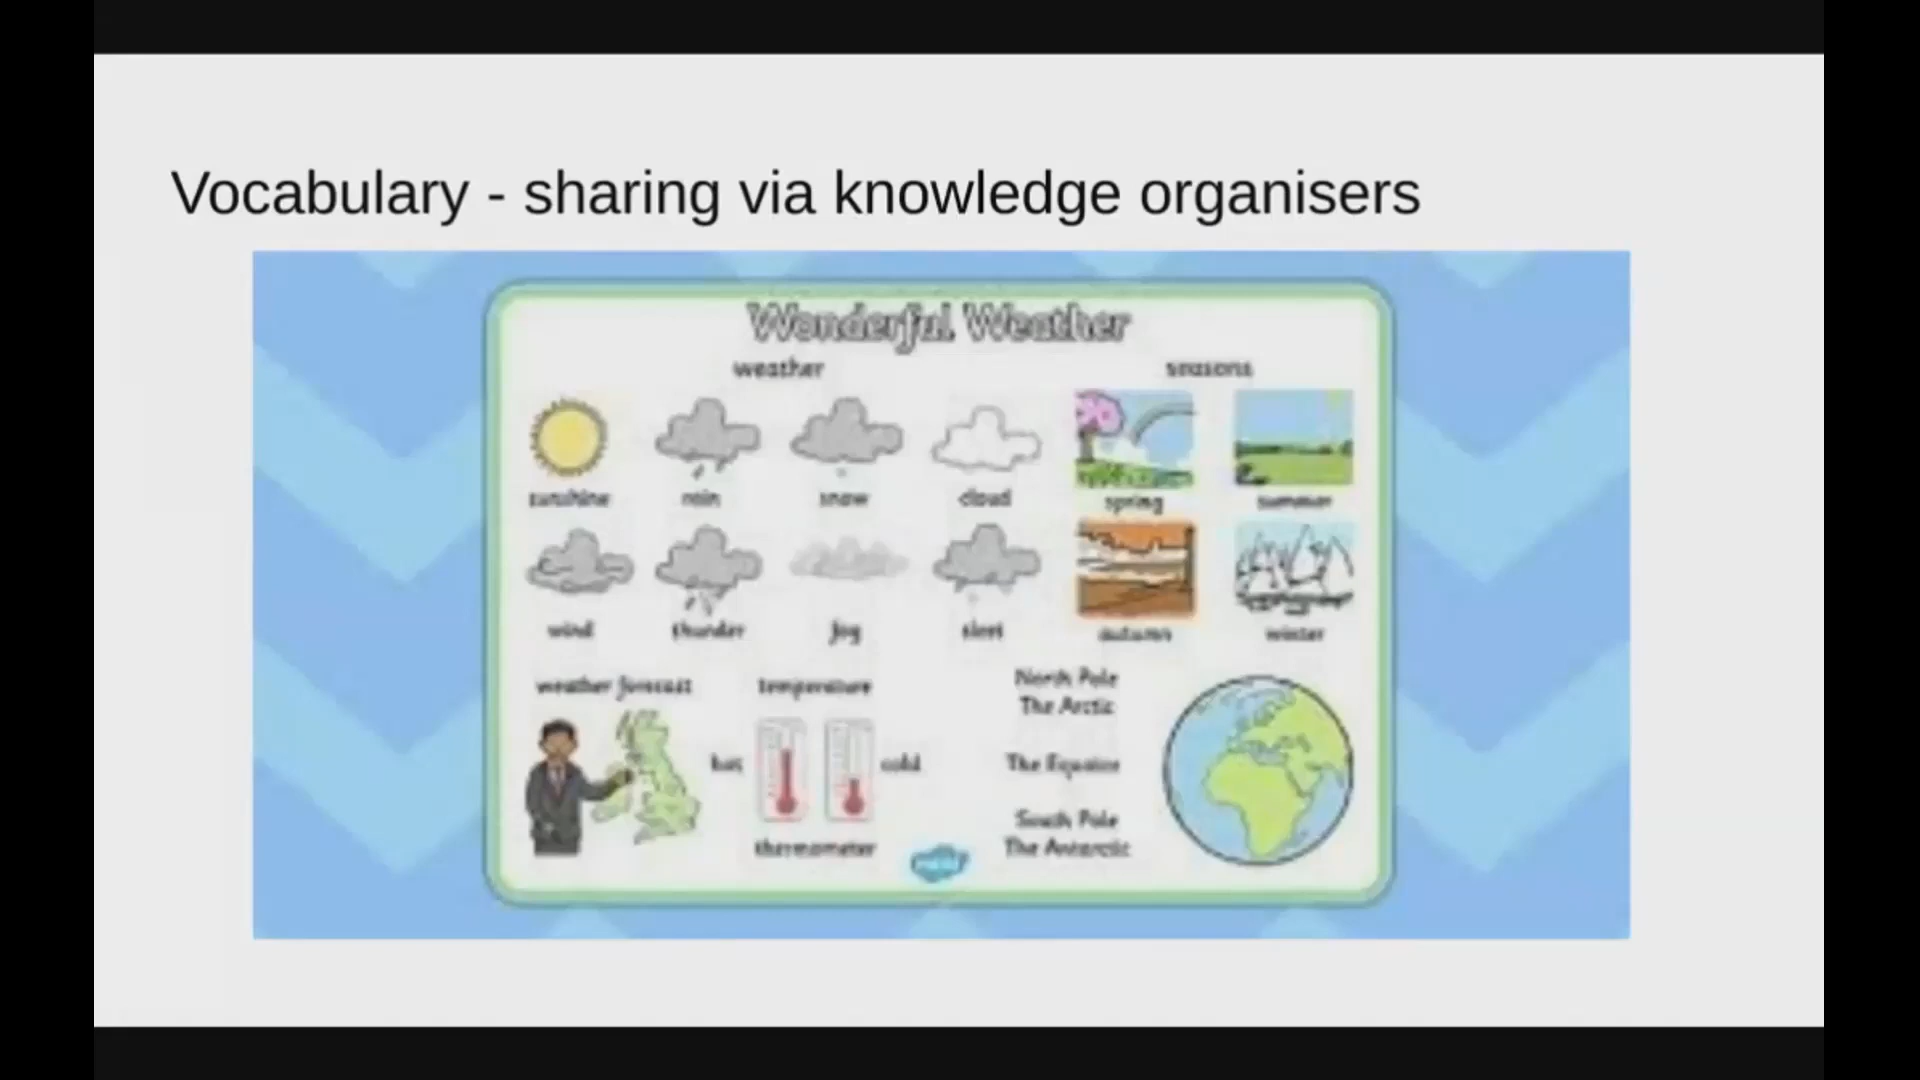 Vocabulary - sharing via knowledge organisers
Wonderful Weather
weather
seasons
sunshine rain snow cloud spring summer
wind thunder fog sleet autumn winter
weather forecast temperature
North Pole
The Arctic
hot cold
The Equator
South Pole
thermometer
The Antarctic